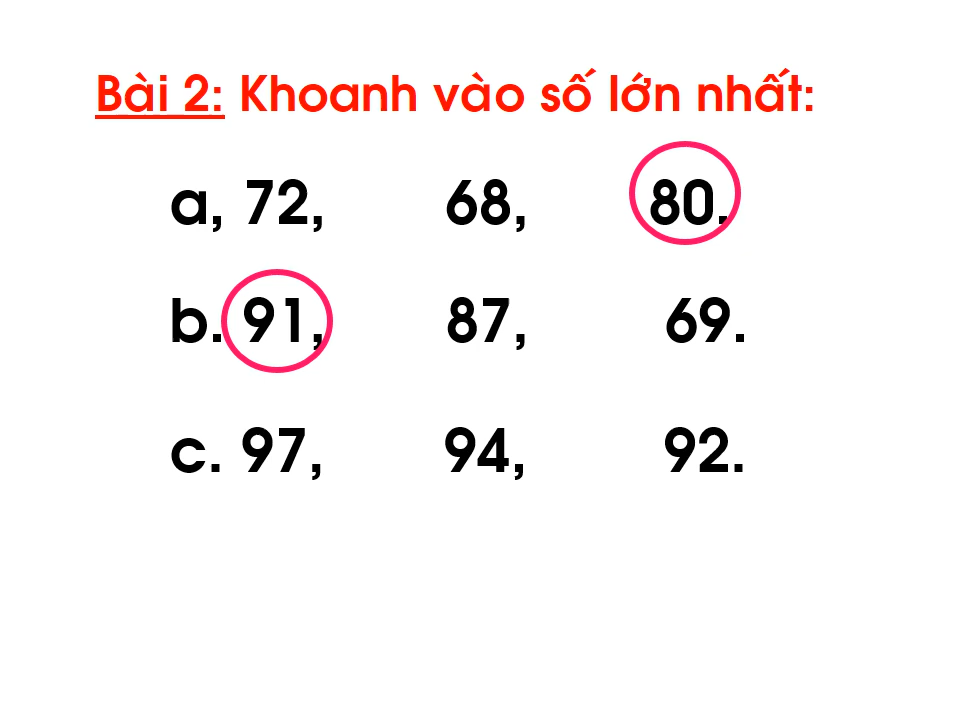 Bài 2: Khoanh vào số lớn nhất:
a, 72, 68, 80.
b. 91, 87, 69.
c. 97, 94, 92.